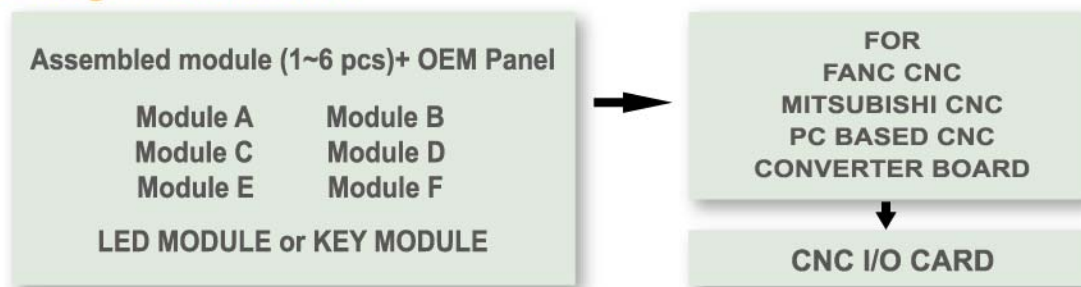 Assembled module (1~6 pcs)+ OEM Panel
Module A Module B
Module C Module D
Module E Module F
LED MODULE or KEY MODULE
FOR
FANC CNC
MITSUBISHI CNC
PC BASED CNC
CONVERTER BOARD
CNC I/O CARD